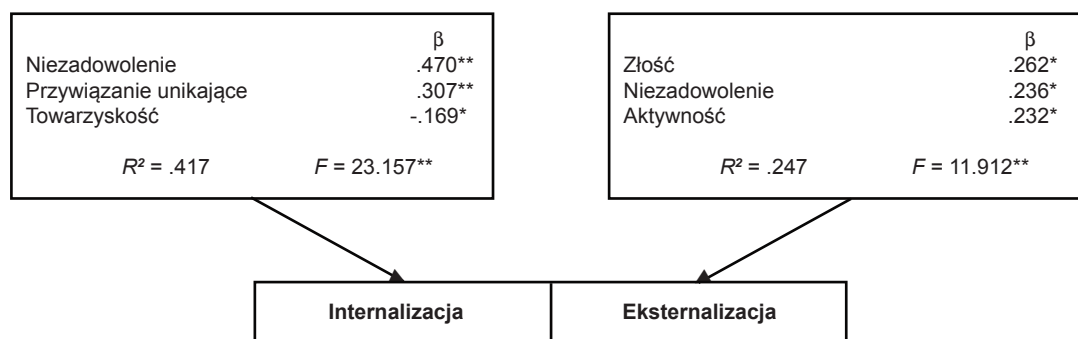 β
Niezadowolenie .470**
Przywiązanie unikające .307**
Towarzyskość -.169*
R² = .417 F = 23.157**
β
Złość .262*
Niezadowolenie .236*
Aktywność .232*
R² = .247 F = 11.912**
Internalizacja
Eksternalizacja